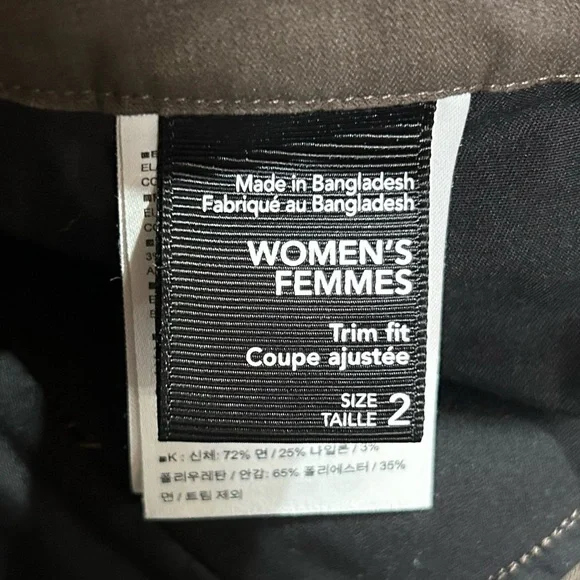 Made in Bangladesh
Fabriqué au Bangladesh
WOMEN'S
FEMMES
Trim fit
Coupe ajustée
SIZE
TAILLE 2
■K : 신체: 72% 면 / 25% 나일론 / 3%
폴리우레탄 / 안감: 65% 폴리에스터 / 35%
면 / 트림 제외